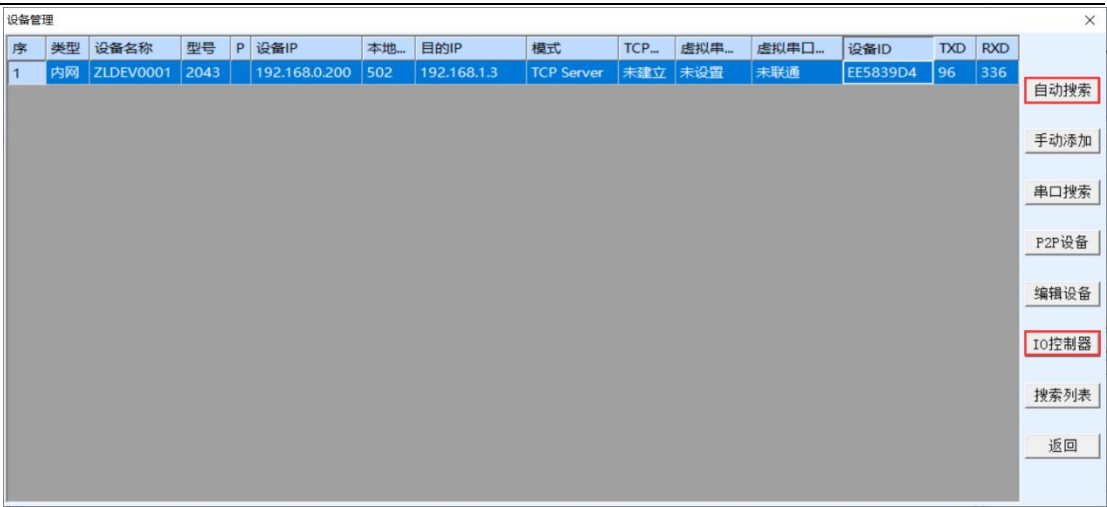 设备管理
序 类型 设备名称 型号 P 设备IP 本地... 目的IP 模式 TCP... 虚拟串... 虚拟串口... 设备ID TXD RXD
1 内网 ZLDEV0001 2043 192.168.0.200 502 192.168.1.3 TCP Server 未建立 未设置 未联通 EE5839D4 96 336
自动搜索
手动添加
串口搜索
P2P设备
编辑设备
IO控制器
搜索列表
返回